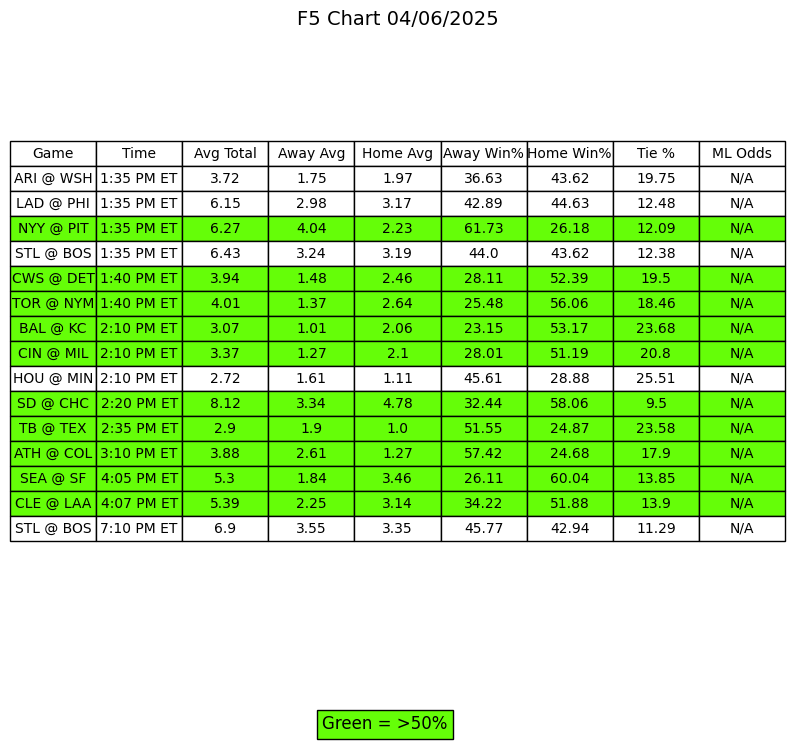 F5 Chart 04/06/2025
Game Time Avg Total Away Avg Home Avg Away Win% Home Win% Tie % ML Odds
ARI @ WSH 1:35 PM ET 3.72 1.75 1.97 36.63 43.62 19.75 N/A
LAD @ PHI 1:35 PM ET 6.15 2.98 3.17 42.89 44.63 12.48 N/A
NYY @ PIT 1:35 PM ET 6.27 4.04 2.23 61.73 26.18 12.09 N/A
STL @ BOS 1:35 PM ET 6.43 3.24 3.19 44.0 43.62 12.38 N/A
CWS @ DET 1:40 PM ET 3.94 1.48 2.46 28.11 52.39 19.5 N/A
TOR @ NYM 1:40 PM ET 4.01 1.37 2.64 25.48 56.06 18.46 N/A
BAL @ KC 2:10 PM ET 3.07 1.01 2.06 23.15 53.17 23.68 N/A
CIN @ MIL 2:10 PM ET 3.37 1.27 2.1 28.01 51.19 20.8 N/A
HOU @ MIN 2:10 PM ET 2.72 1.61 1.11 45.61 28.88 25.51 N/A
SD @ CHC 2:20 PM ET 8.12 3.34 4.78 32.44 58.06 9.5 N/A
TB @ TEX 2:35 PM ET 2.9 1.9 1.0 51.55 24.87 23.58 N/A
ATH @ COL 3:10 PM ET 3.88 2.61 1.27 57.42 24.68 17.9 N/A
SEA @ SF 4:05 PM ET 5.3 1.84 3.46 26.11 60.04 13.85 N/A
CLE @ LAA 4:07 PM ET 5.39 2.25 3.14 34.22 51.88 13.9 N/A
STL @ BOS 7:10 PM ET 6.9 3.55 3.35 45.77 42.94 11.29 N/A
Green = >50%